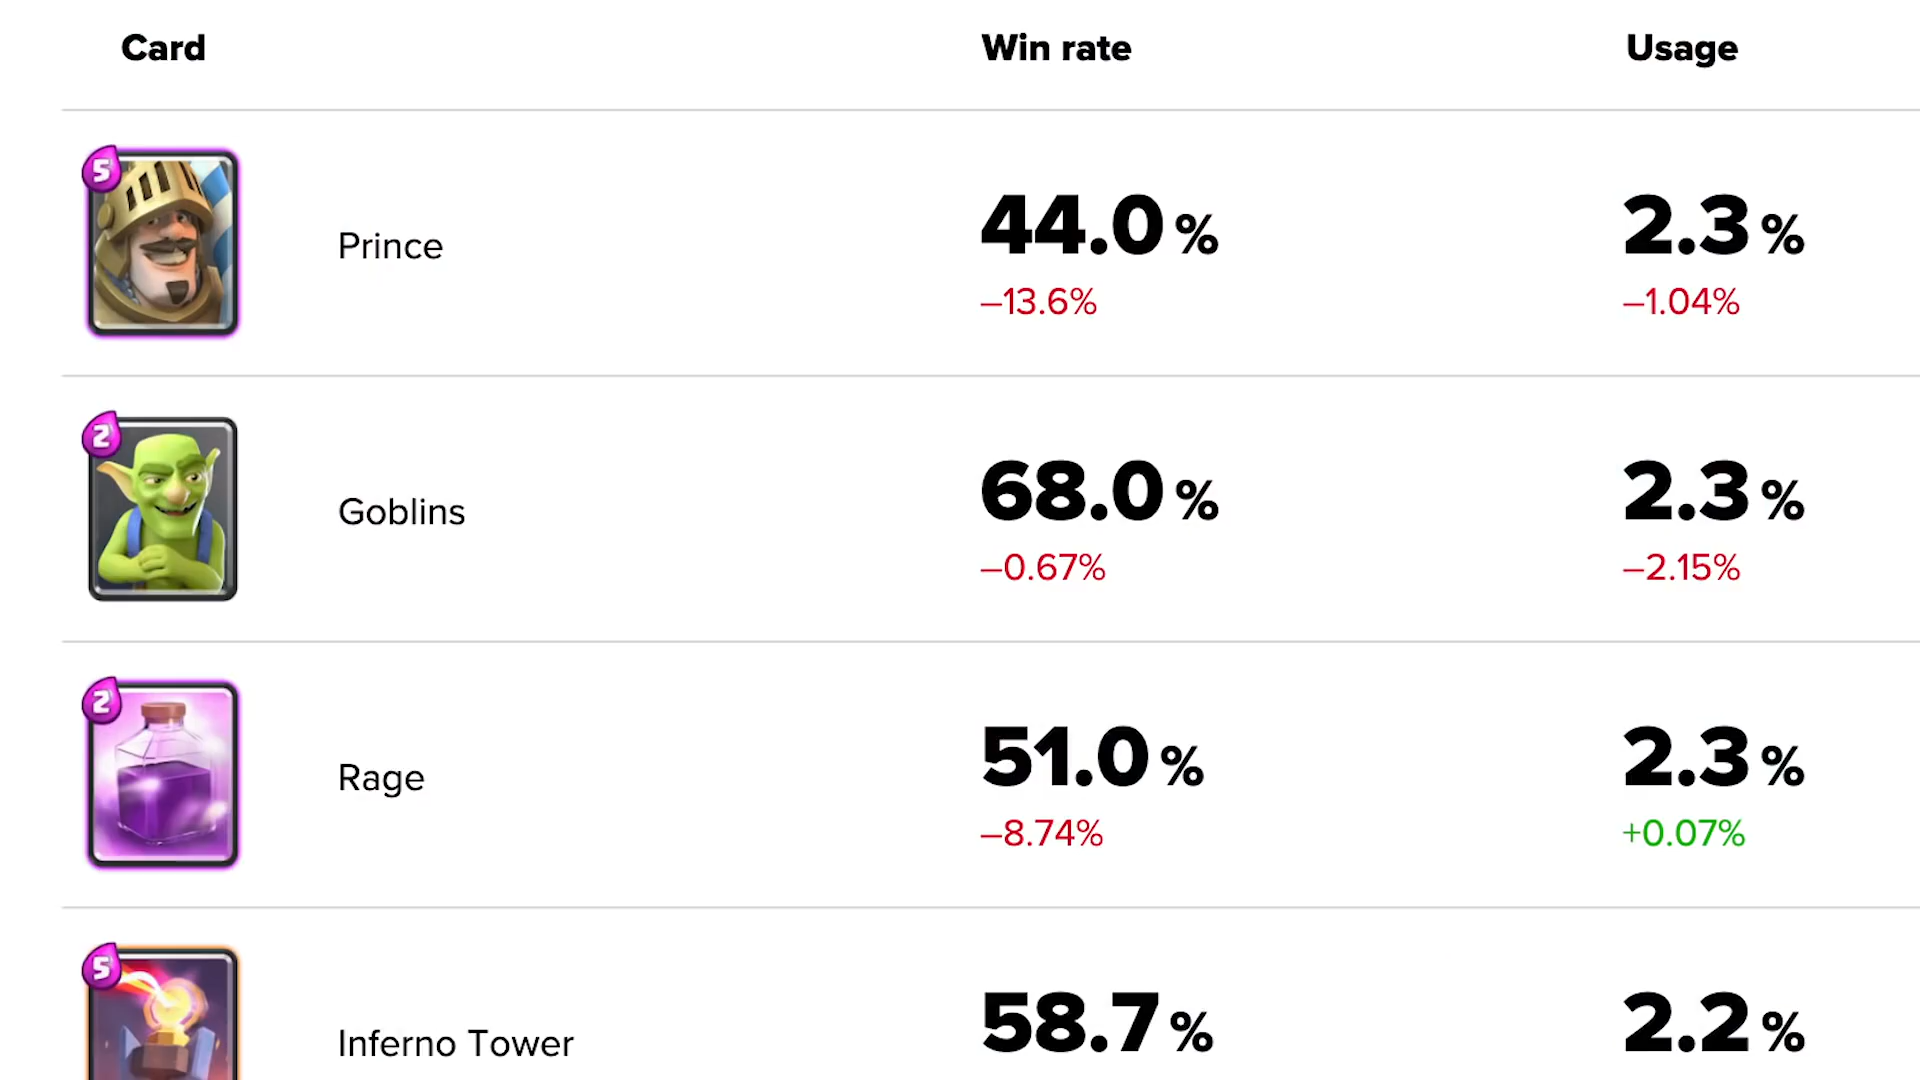 Card Win rate Usage
5
Prince 44.0 % 2.3 %
–13.6% –1.04%
2
Goblins 68.0 % 2.3 %
–0.67% –2.15%
2
Rage 51.0 % 2.3 %
–8.74% +0.07%
5
Inferno Tower 58.7 % 2.2 %